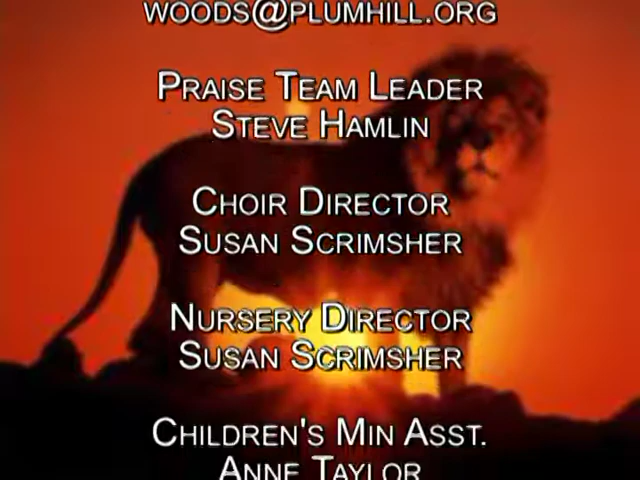 WOODS@PLUMHILL.ORG
PRAISE TEAM LEADER
STEVE HAMLIN
CHOIR DIRECTOR
SUSAN SCRIMSHER
NURSERY DIRECTOR
SUSAN SCRIMSHER
CHILDREN'S MIN ASST.
ANNE TAYLOR